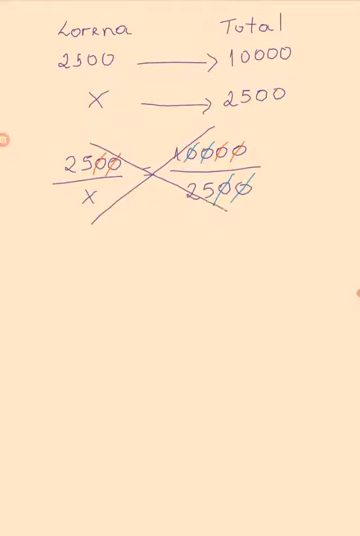 Lorena Total
2500 → 10000
x → 2500
2500 = 10000
x 2500